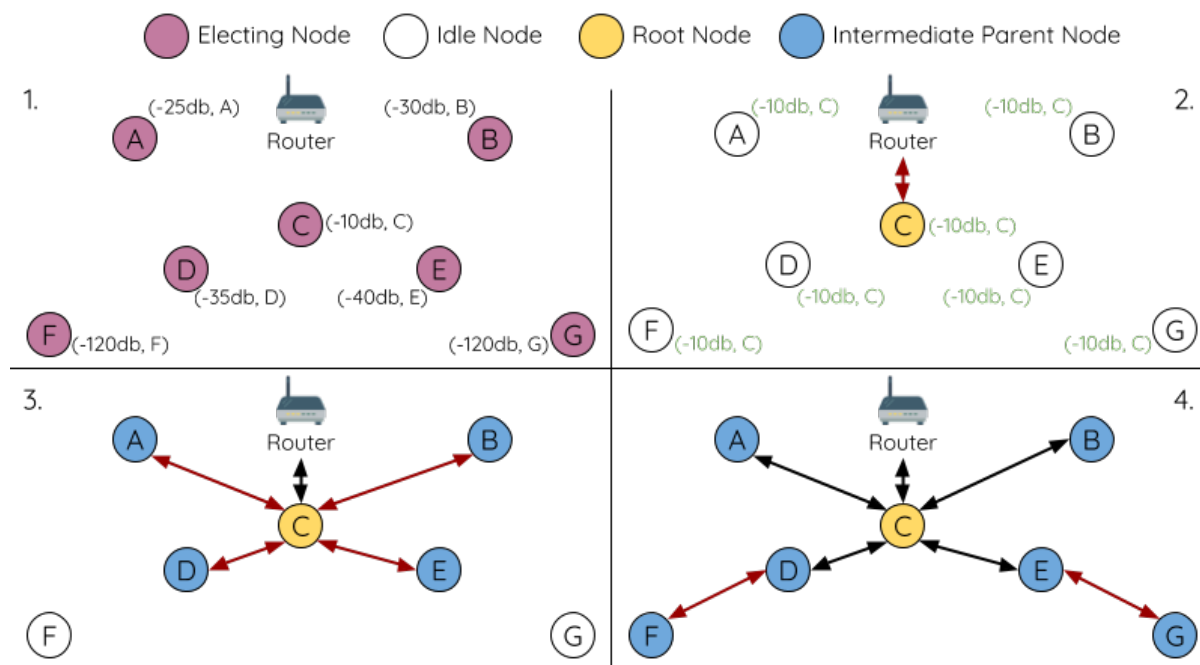 Electing Node
Idle Node
Root Node
Intermediate Parent Node
1.
(-25db, A)
(-30db, B)
A
Router
B
C
(-10db, C)
D
E
(-35db, D)
(-40db, E)
F
(-120db, F)
(-120db, G)
G
2.
(-10db, C)
(-10db, C)
A
Router
B
C
(-10db, C)
D
E
(-10db, C)
(-10db, C)
F
(-10db, C)
(-10db, C)
G
3.
A
Router
B
C
D
E
F
G
4.
A
Router
B
C
D
E
F
G